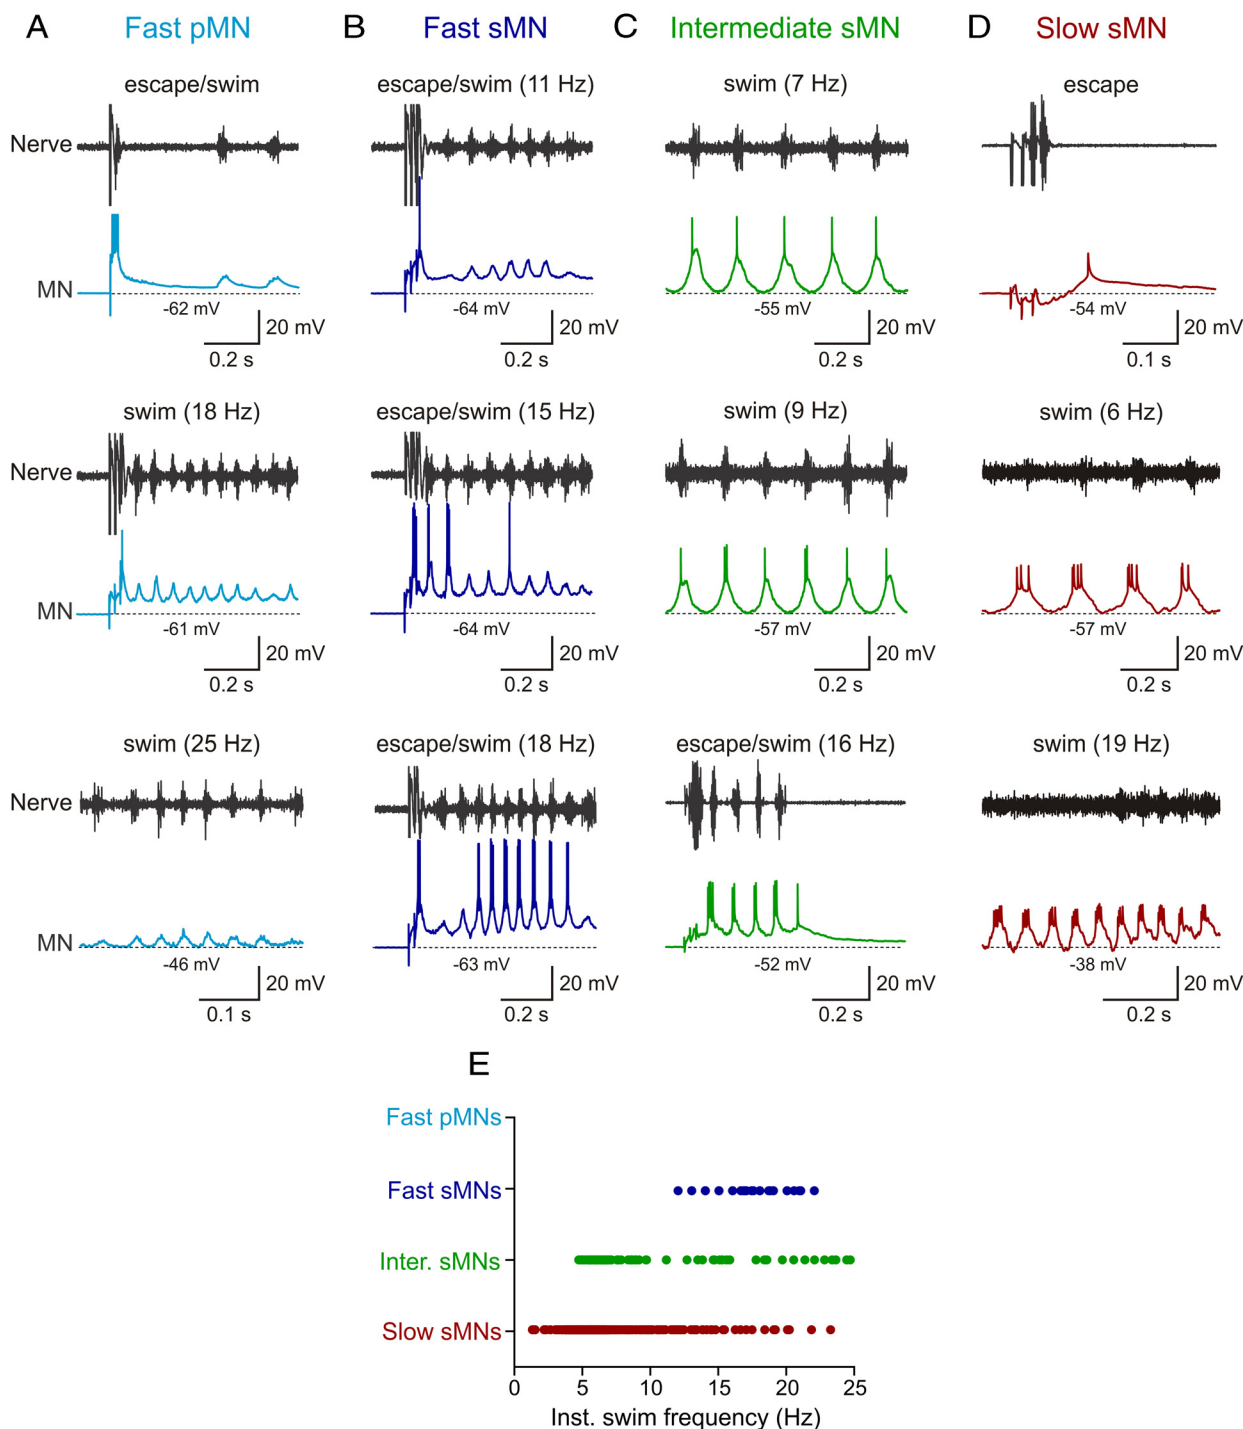 A Fast pMN
B Fast sMN
C Intermediate sMN
D Slow sMN
escape/swim
escape/swim (11 Hz)
swim (7 Hz)
escape
Nerve
MN
-62 mV
-64 mV
-55 mV
-54 mV
20 mV
20 mV
20 mV
20 mV
0.2 s
0.2 s
0.2 s
0.1 s
swim (18 Hz)
escape/swim (15 Hz)
swim (9 Hz)
swim (6 Hz)
Nerve
MN
-61 mV
-64 mV
-57 mV
-57 mV
20 mV
20 mV
20 mV
20 mV
0.2 s
0.2 s
0.2 s
0.2 s
swim (25 Hz)
escape/swim (18 Hz)
escape/swim (16 Hz)
swim (19 Hz)
Nerve
MN
-46 mV
-63 mV
-52 mV
-38 mV
20 mV
20 mV
20 mV
20 mV
0.1 s
0.2 s
0.2 s
0.2 s
E
Fast pMNs
Fast sMNs
Inter. sMNs
Slow sMNs
0 5 10 15 20 25
Inst. swim frequency (Hz)